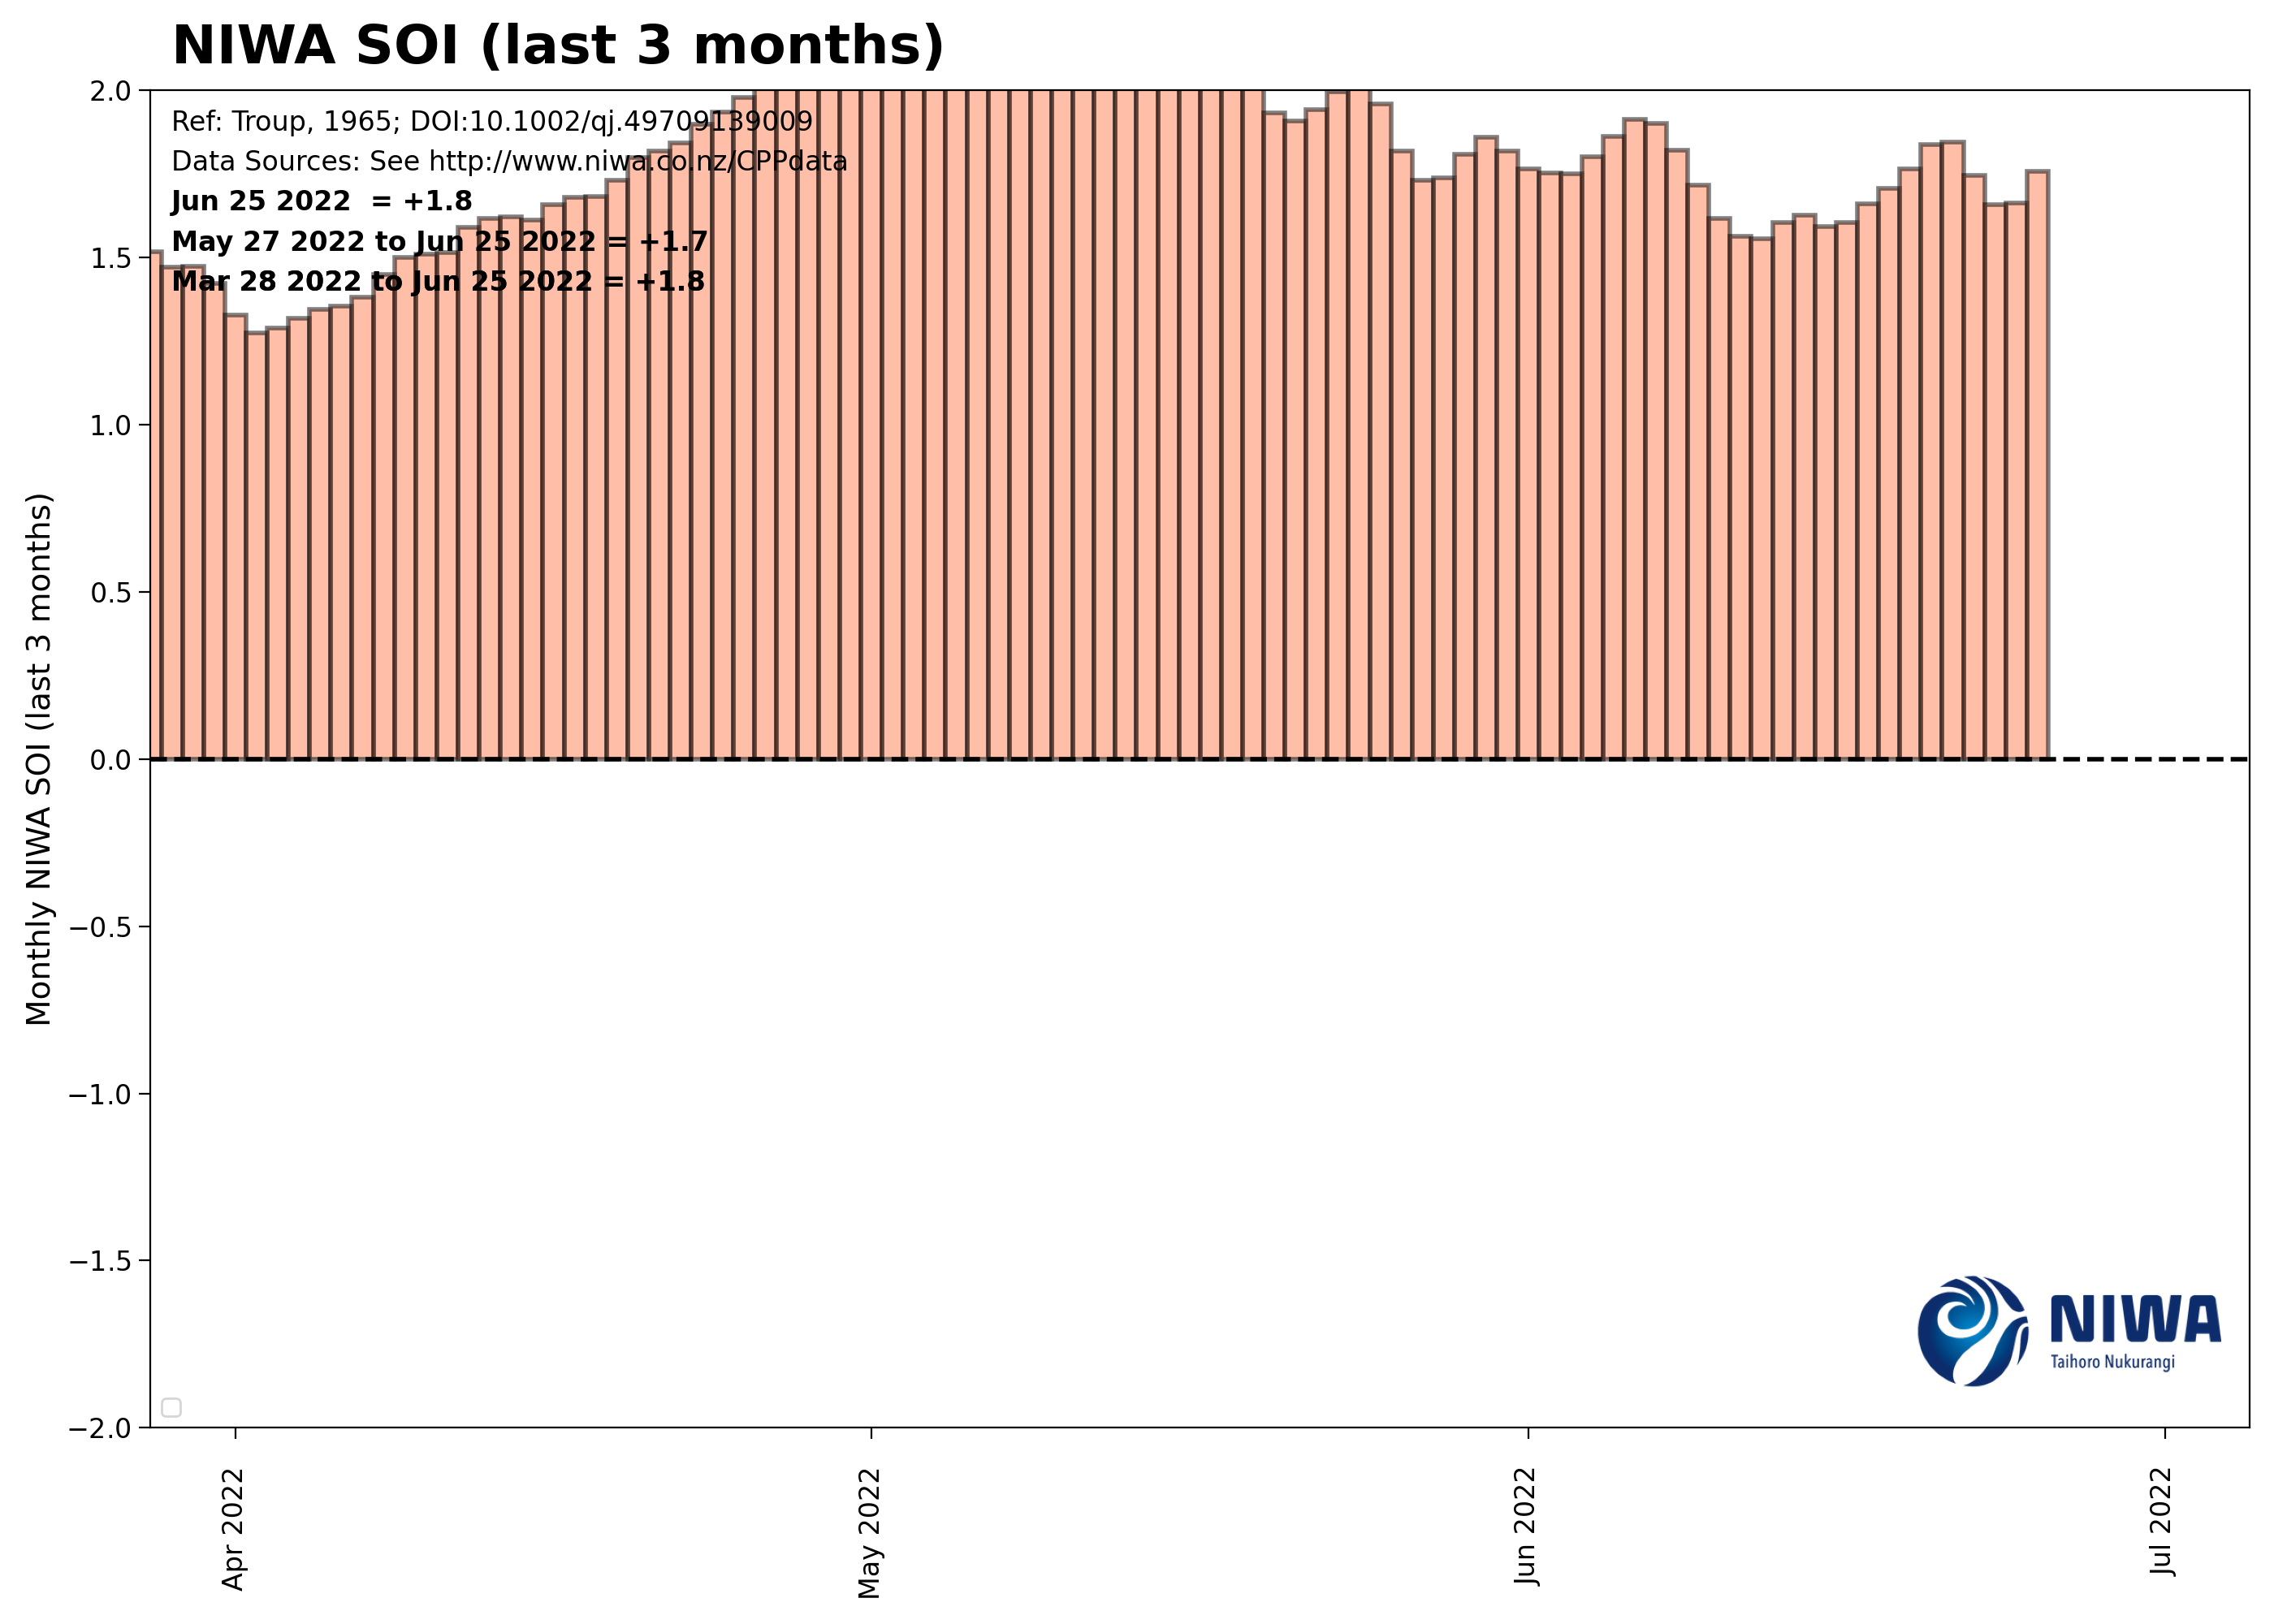 NIWA SOI (last 3 months)
Ref: Troup, 1965; DOI:10.1002/qj.49709139009
Data Sources: See http://www.niwa.co.nz/CPPdata
Jun 25 2022 = +1.8
May 27 2022 to Jun 25 2022 = +1.7
Mar 28 2022 to Jun 25 2022 = +1.8
Monthly NIWA SOI (last 3 months)
2.0
1.5
1.0
0.5
0.0
−0.5
−1.0
−1.5
−2.0
NIWA
Taihoro Nukurangi
Apr 2022
May 2022
Jun 2022
Jul 2022